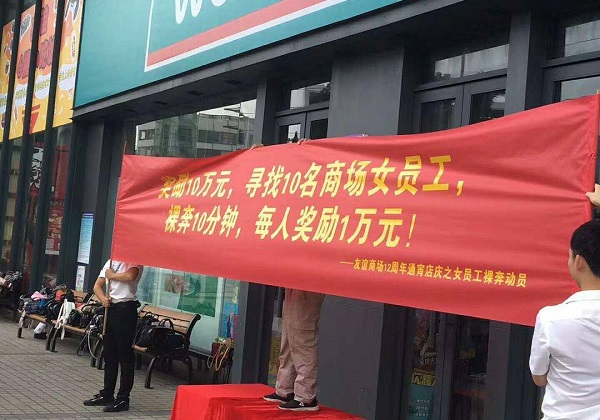 奖励10万元，寻找10名商场女员工，
裸奔10分钟，每人奖励1万元！
——友谊商场12周年通宵店庆之女员工裸奔动员